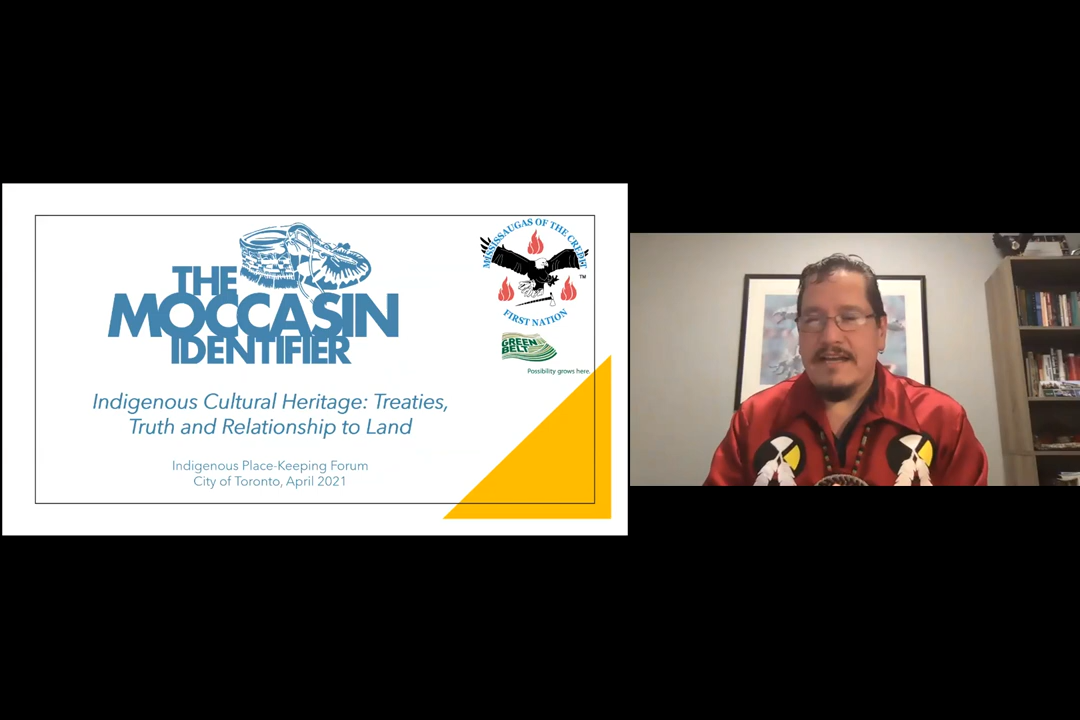 THE
MOCCASIN
IDENTIFIER
Indigenous Cultural Heritage: Treaties,
Truth and Relationship to Land
Indigenous Place-Keeping Forum
City of Toronto, April 2021
MISSISSAUGAS OF THE CREDIT
TM
FIRST NATION
GREEN
BELT
Possibility grows here.